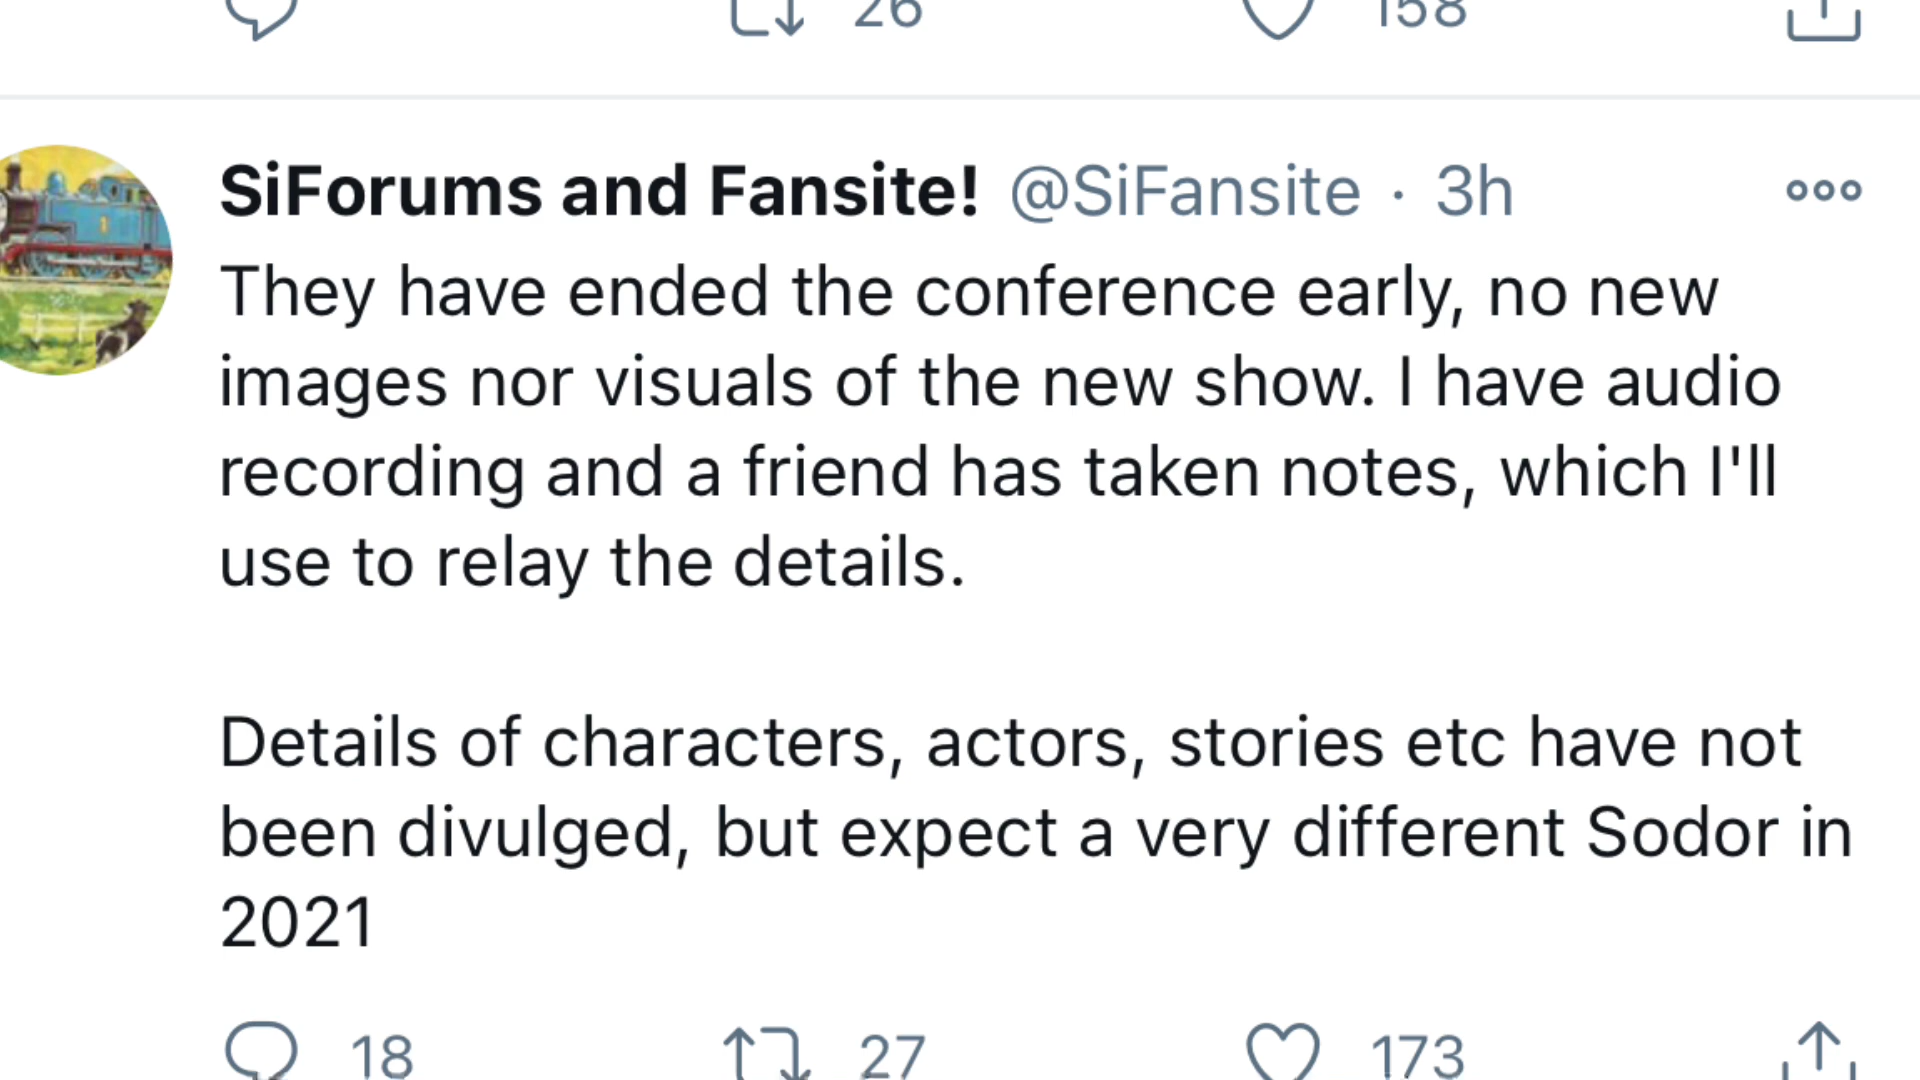 26 158
SiForums and Fansite! @SiFansite · 3h
They have ended the conference early, no new
images nor visuals of the new show. I have audio
recording and a friend has taken notes, which I'll
use to relay the details.
Details of characters, actors, stories etc have not
been divulged, but expect a very different Sodor in
2021
18 27 173